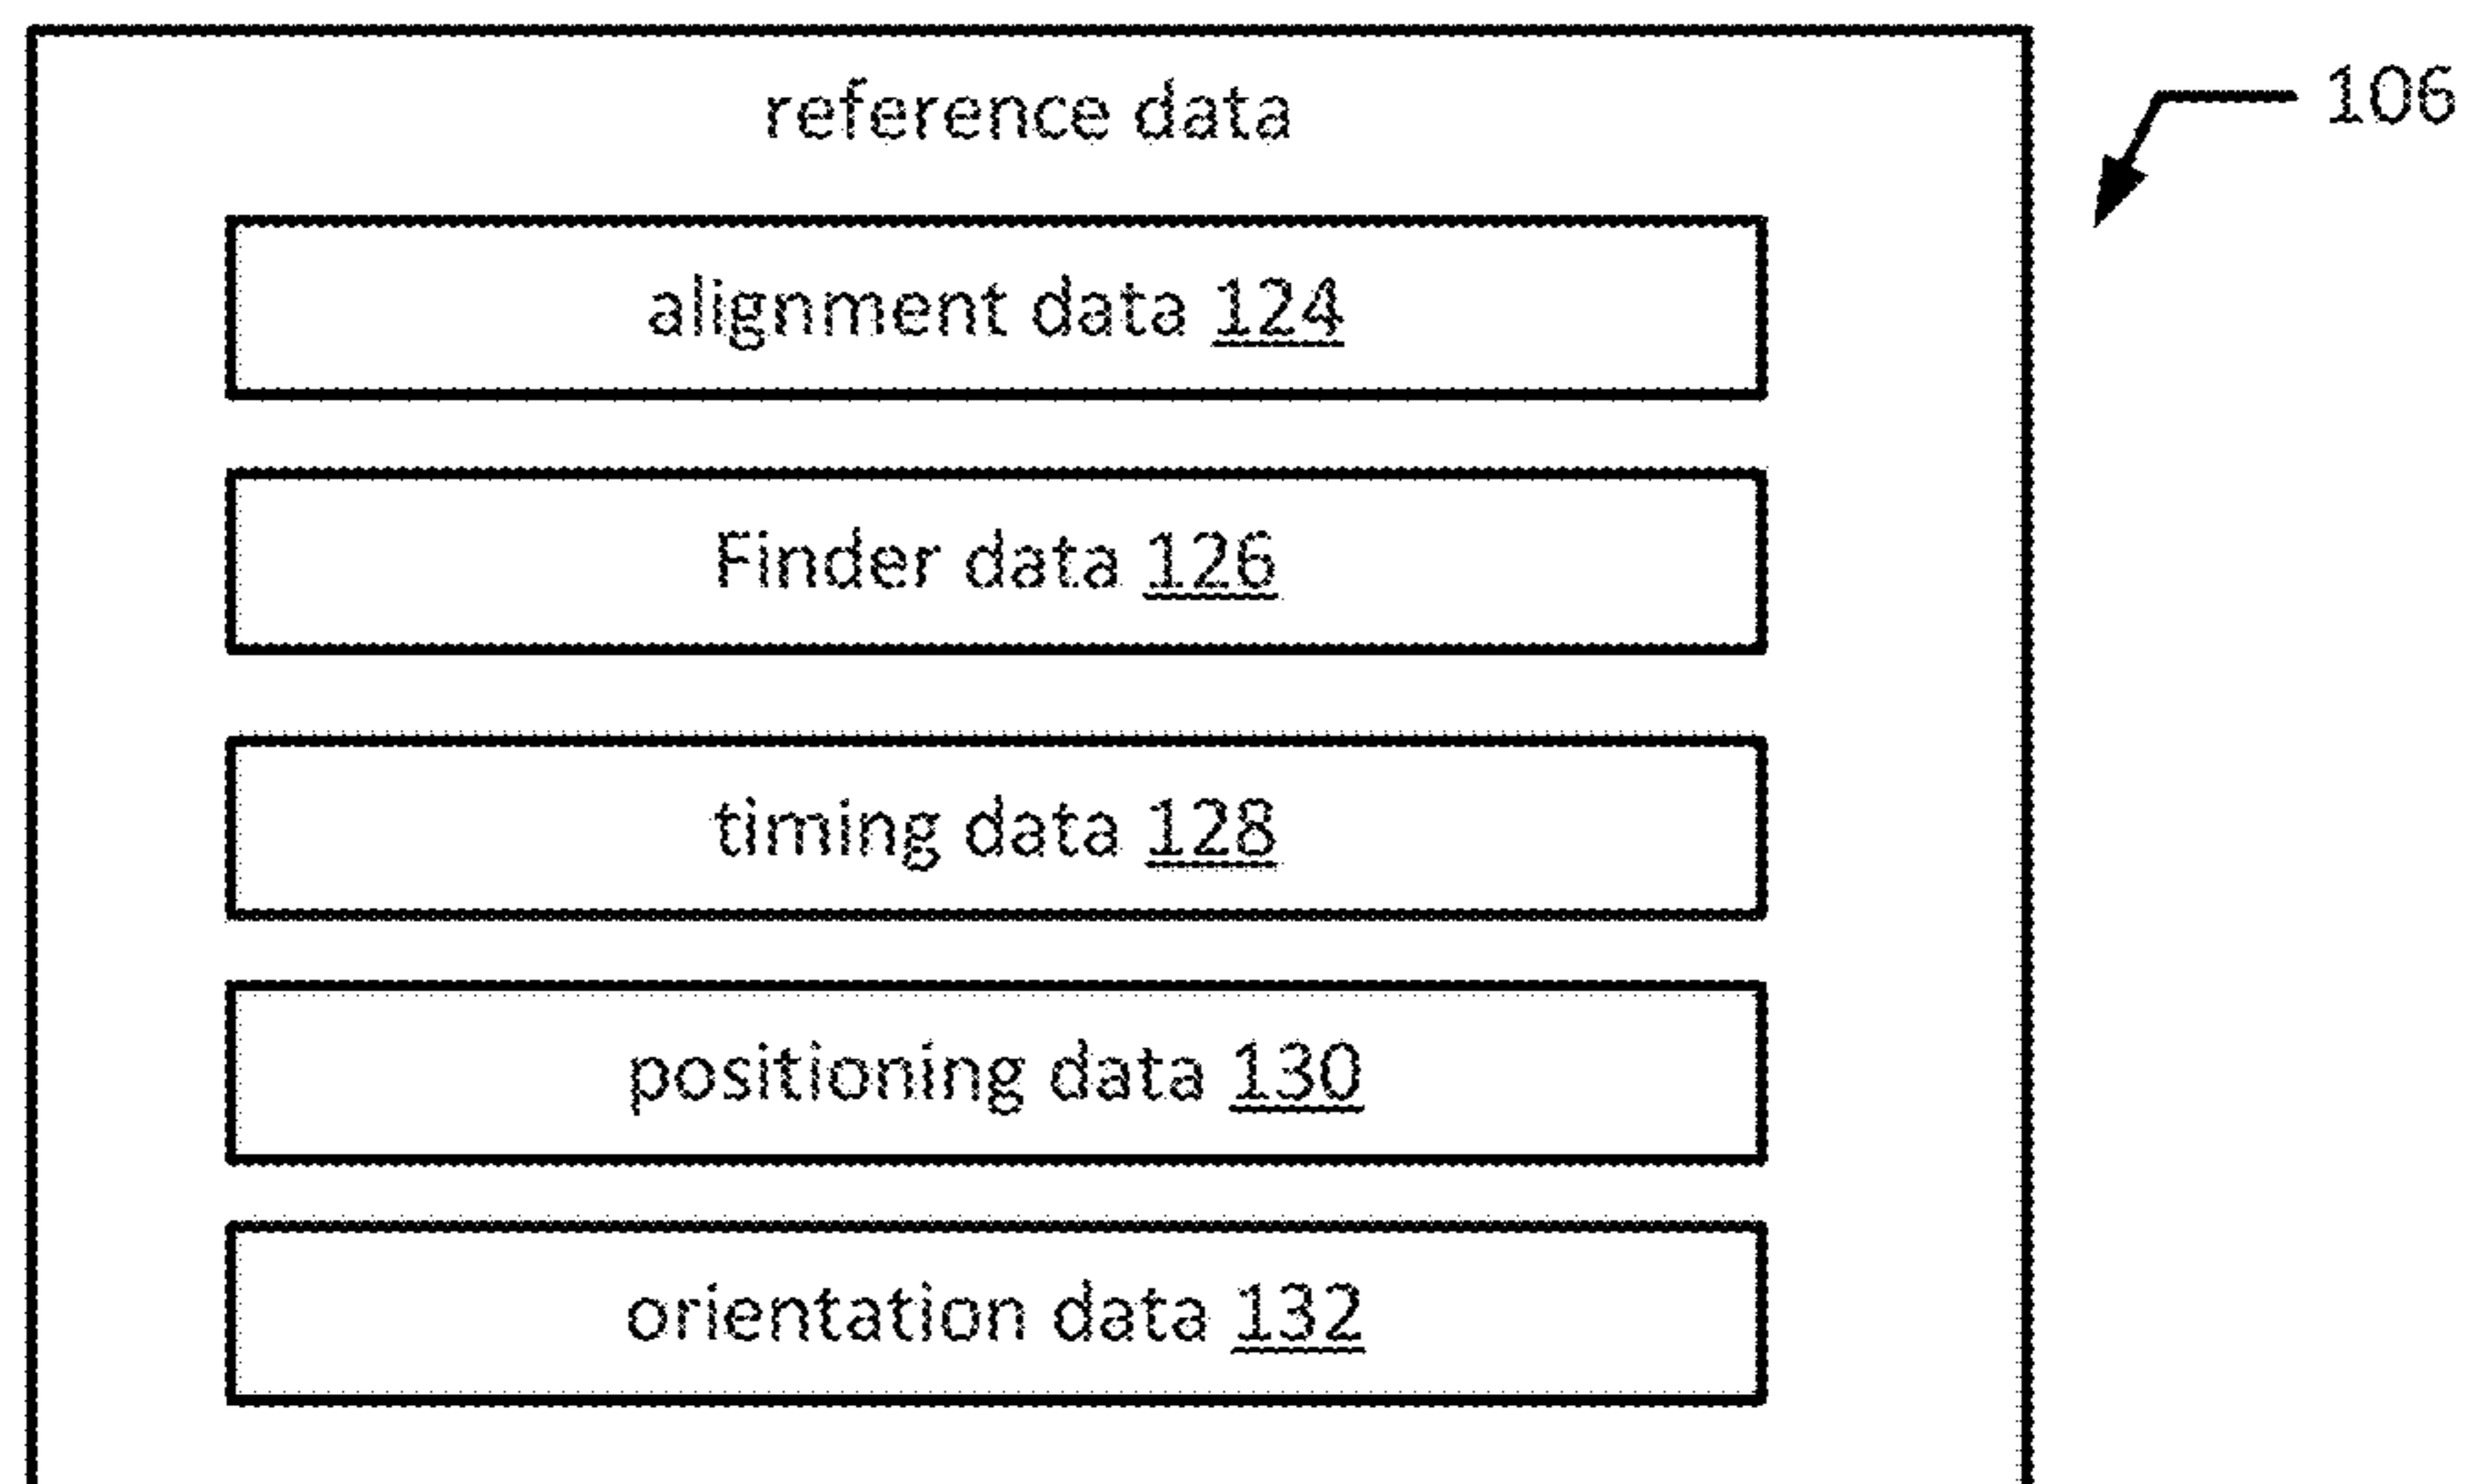 reference data
106
alignment data 124
Finder data 126
timing data 128
positioning data 130
orientation data 132